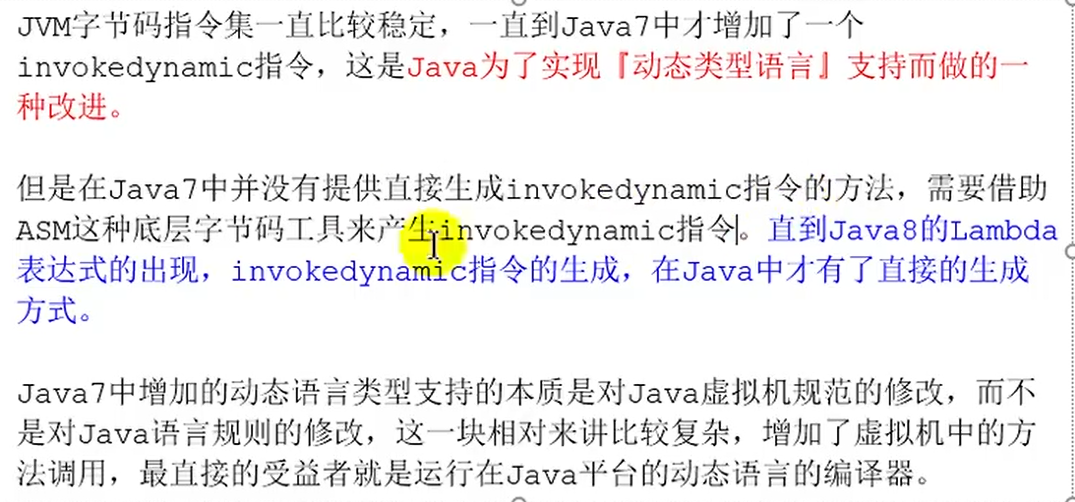 JVM字节码指令集一直比较稳定，一直到Java7中才增加了一个
invokedynamic指令，这是Java为了实现『动态类型语言』支持而做的一
种改进。
但是在Java7中并没有提供直接生成invokedynamic指令的方法，需要借助
ASM这种底层字节码工具来产生invokedynamic指令。直到Java8的Lambda
表达式的出现，invokedynamic指令的生成，在Java中才有了直接的生成
方式。
Java7中增加的动态语言类型支持的本质是对Java虚拟机规范的修改，而不
是对Java语言规则的修改，这一块相对来讲比较复杂，增加了虚拟机中的方
法调用，最直接的受益者就是运行在Java平台的动态语言的编译器。